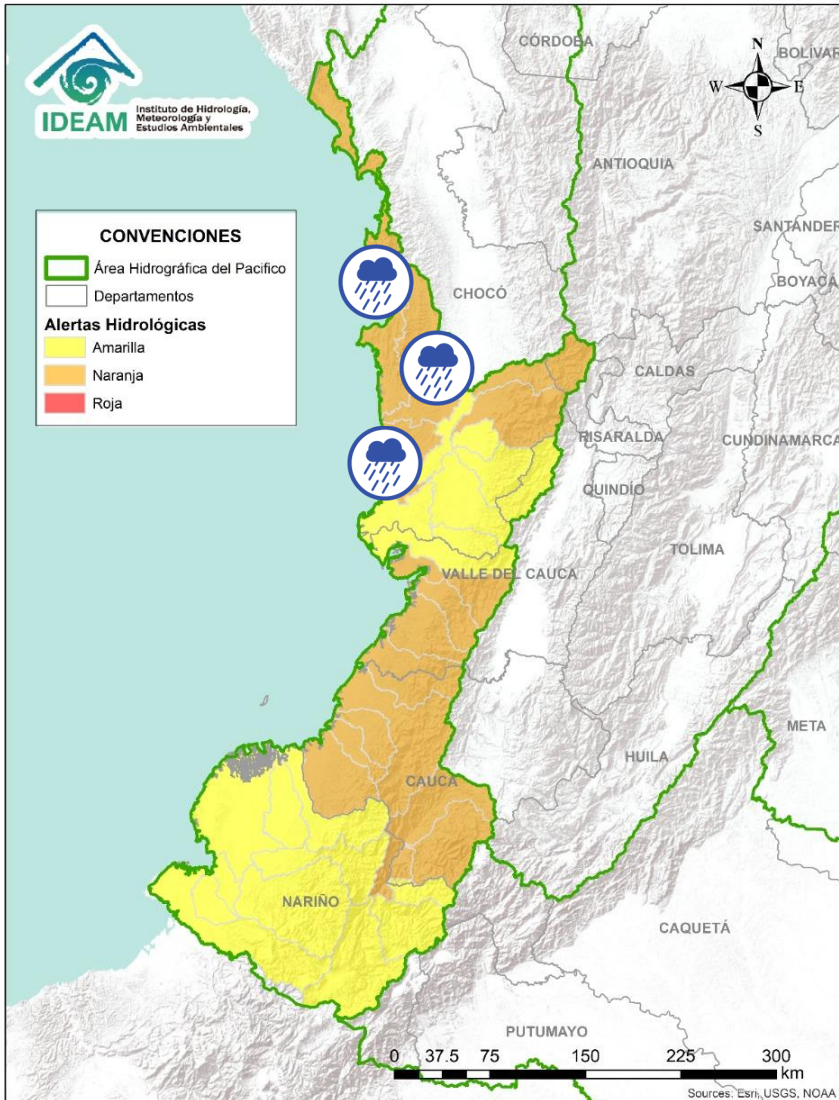 IDEAM
Instituto de Hidrología,
Meteorología y
Estudios Ambientales
N
W E
S
CONVENCIONES
Área Hidrográfica del Pacifico
Departamentos
Alertas Hidrológicas
Amarilla
Naranja
Roja
CÓRDOBA
BOLÍVAR
ANTIOQUIA
SANTANDER
BOYACÁ
CHOCÓ
CALDAS
RISARALDA
CUNDINAMARCA
QUINDÍO
TOLIMA
VALLE DEL CAUCA
META
HUILA
CAUCA
NARIÑO
CAQUETÁ
PUTUMAYO
0 37.5 75 150 225 300
km
Sources: Esri, USGS, NOAA